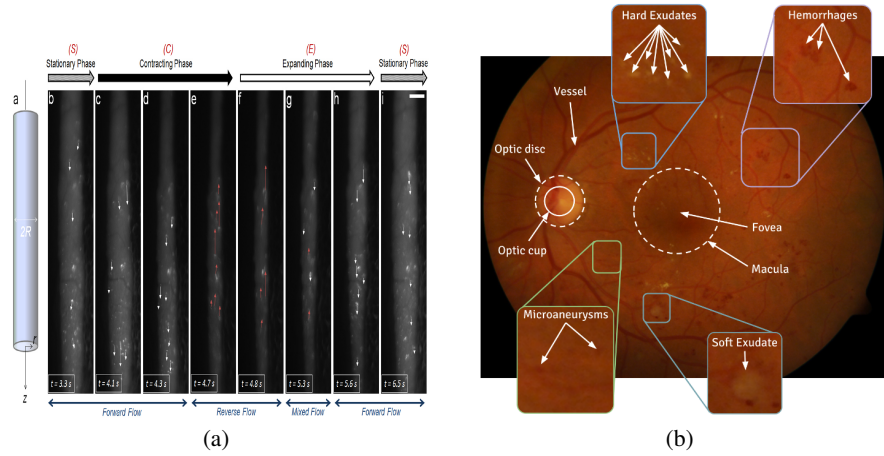 (S)
(C)
(E)
(S)
Stationary Phase
Contracting Phase
Expanding Phase
Stationary Phase
a
b
c
d
e
f
g
h
i
2R
r
z
t = 3.3 s
t = 4.1 s
t = 4.3 s
t = 4.7 s
t = 4.8 s
t = 5.3 s
t = 5.6 s
t = 6.5 s
Forward Flow
Reverse Flow
Mixed Flow
Forward Flow
(a)
Hard Exudates
Hemorrhages
Vessel
Optic disc
Optic cup
Fovea
Macula
Microaneurysms
Soft Exudate
(b)